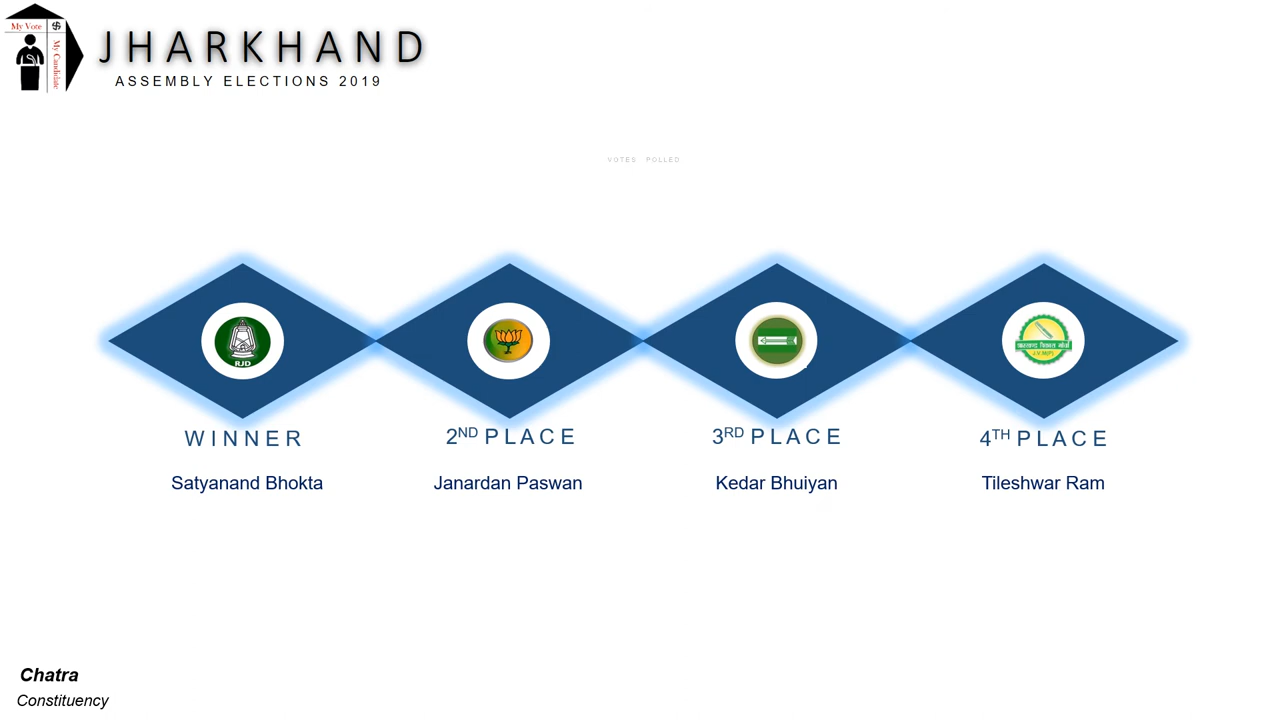 My Vote
My Candidate
JHARKHAND
ASSEMBLY ELECTIONS 2019
VOTES POLLED
RJD
झारखण्ड विकास मोर्चा
J.V.M(P)
WINNER
2ND PLACE
3RD PLACE
4TH PLACE
Satyanand Bhokta
Janardan Paswan
Kedar Bhuiyan
Tileshwar Ram
Chatra
Constituency